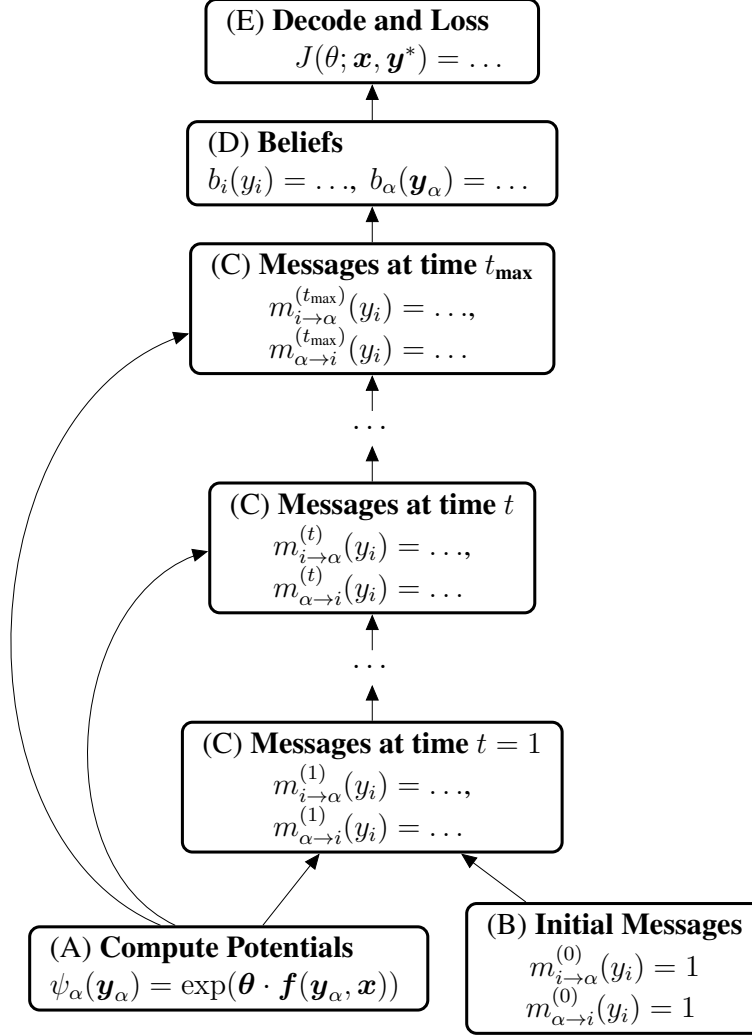 (E) Decode and Loss
J(θ; x, y*) = …
(D) Beliefs
b_i(y_i) = …, b_α(y_α) = …
(C) Messages at time t_max
m_{i→α}^{(t_max)}(y_i) = …,
m_{α→i}^{(t_max)}(y_i) = …
…
(C) Messages at time t
m_{i→α}^{(t)}(y_i) = …,
m_{α→i}^{(t)}(y_i) = …
…
(C) Messages at time t = 1
m_{i→α}^{(1)}(y_i) = …,
m_{α→i}^{(1)}(y_i) = …
(A) Compute Potentials
ψ_α(y_α) = exp(θ · f(y_α, x))
(B) Initial Messages
m_{i→α}^{(0)}(y_i) = 1
m_{α→i}^{(0)}(y_i) = 1